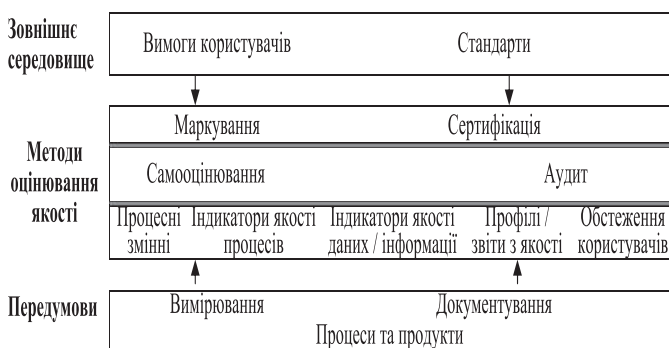 Зовнішнє
середовище
Вимоги користувачів Стандарти
Методи
оцінювання
якості
Маркування Сертифікація
Самооцінювання Аудит
Процесні Індикатори якості Індикатори якості Профілі / Обстеження
змінні процесів даних / інформації звіти з якості користувачів
Передумови
Вимірювання Документування
Процеси та продукти